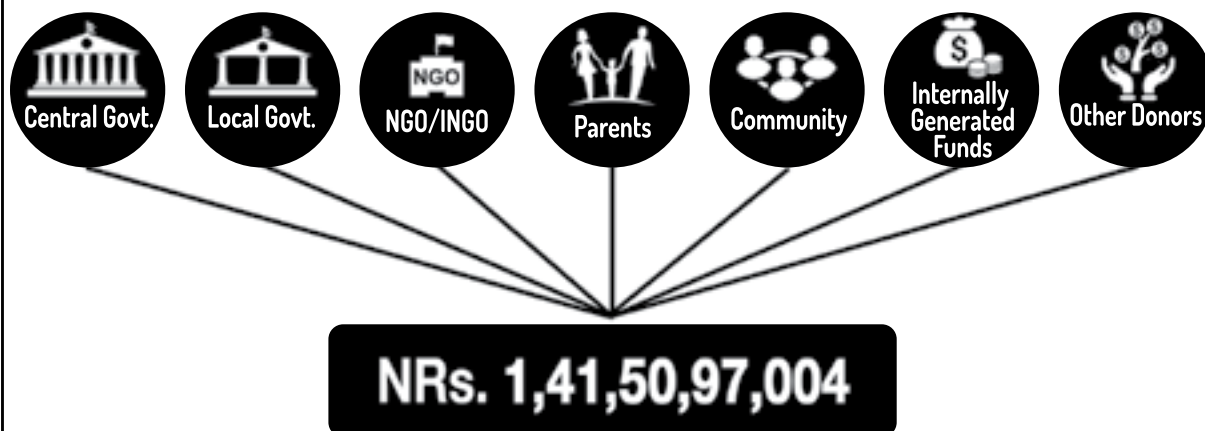 Central Govt.
Local Govt.
NGO
NGO/INGO
Parents
Community
$
Internally
Generated
Funds
$ $ $
Other Donors
NRs. 1,41,50,97,004